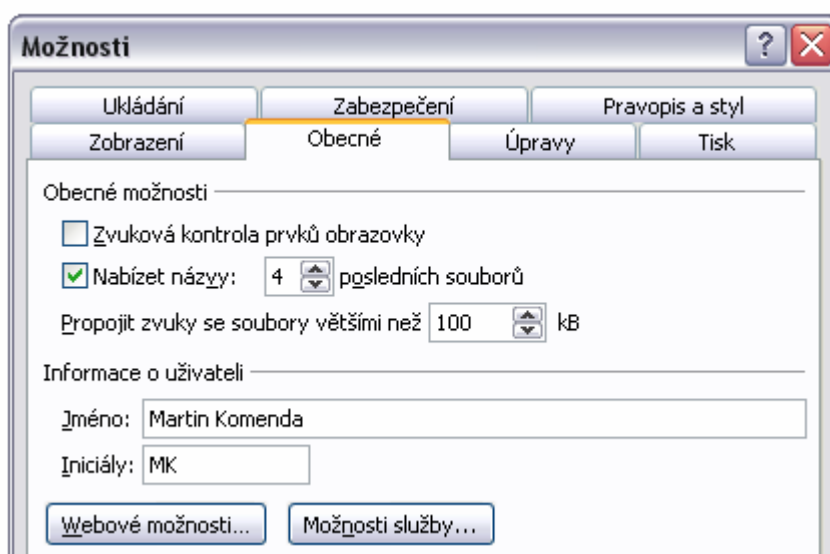 Možnosti
Ukládání Zabezpečení Pravopis a styl
Zobrazení Obecné Úpravy Tisk
Obecné možnosti
Zvuková kontrola prvků obrazovky
Nabízet názvy: 4 posledních souborů
Propojit zvuky se soubory většími než 100 kB
Informace o uživateli
Jméno: Martin Komenda
Iniciály: MK
Webové možnosti... Možnosti služby...